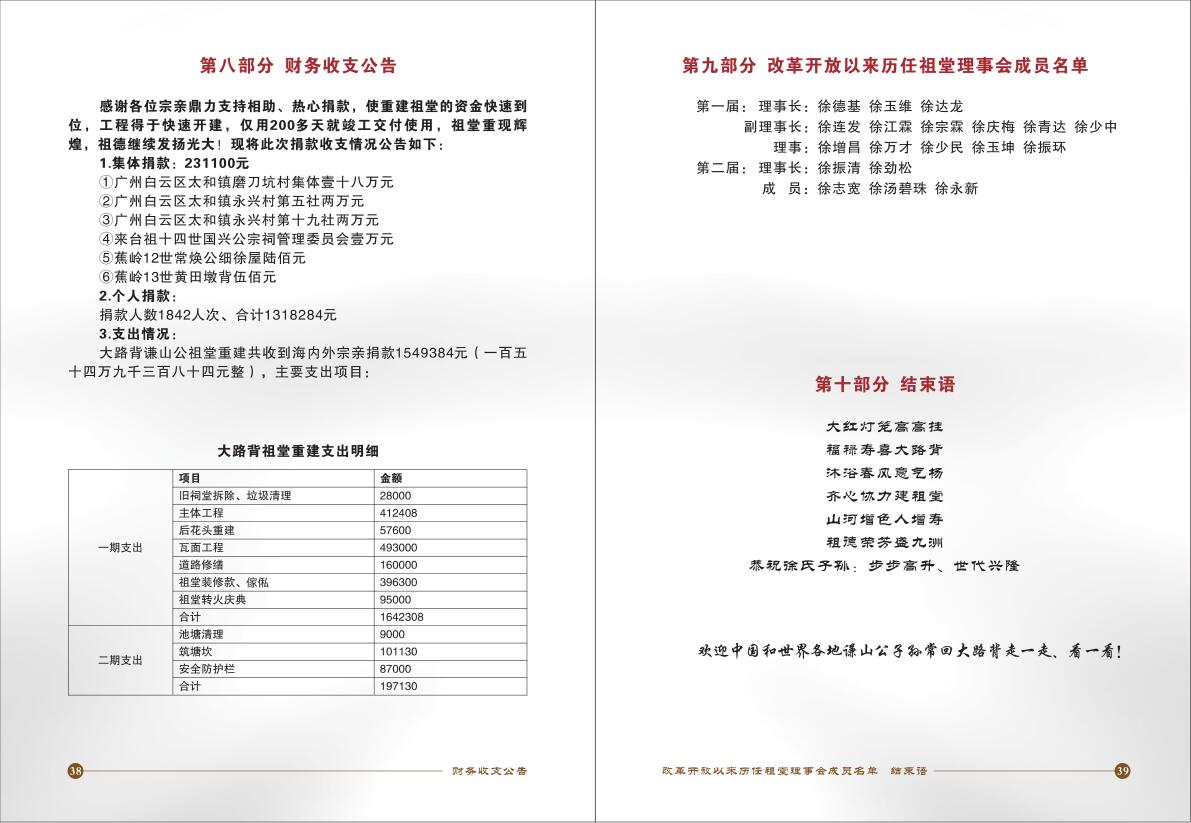 第八部分 财务收支公告
感谢各位宗亲鼎力支持相助、热心捐款，使重建祖堂的资金快速到
位，工程得于快速开建，仅用200多天就竣工交付使用，祖堂重现辉
煌，祖德继续发扬光大！现将此次捐款收支情况公告如下：
1.集体捐款：231100元
①广州白云区太和镇磨刀坑村集体壹十八万元
②广州白云区太和镇永兴村第五社两万元
③广州白云区太和镇永兴村第十九社两万元
④来台祖十四世国兴公宗祠管理委员会壹万元
⑤蕉岭12世常焕公细徐屋陆佰元
⑥蕉岭13世黄田墩背伍佰元
2.个人捐款：
捐款人数1842人次、合计1318284元
3.支出情况：
大路背谦山公祖堂重建共收到海内外宗亲捐款1549384元（一百五
十四万九千三百八十四元整），主要支出项目：
大路背祖堂重建支出明细
项目 金额
旧祠堂拆除、垃圾清理 28000
主体工程 412408
后花头重建 57600
一期支出 瓦面工程 493000
道路修缮 160000
祖堂装修款、傢俬 396300
祖堂转火庆典 95000
合计 1642308
池塘清理 9000
二期支出 筑塘坎 101130
安全防护栏 87000
合计 197130
38 财务收支公告
第九部分 改革开放以来历任祖堂理事会成员名单
第一届：理事长：徐德基 徐玉维 徐达龙
副理事长：徐连发 徐江霖 徐宗霖 徐庆梅 徐青达 徐少中
理事：徐增昌 徐万才 徐少民 徐玉坤 徐振环
第二届：理事长：徐振清 徐劲松
成 员：徐志宽 徐汤碧珠 徐永新
第十部分 结束语
大红灯笼高高挂
福禄寿喜大路背
沐浴春风意气杨
齐心协力建祖堂
山河增色人增寿
祖德荣芳盛九洲
恭祝徐氏子孙：步步高升、世代兴隆
欢迎中国和世界各地谦山公子孙常回大路背走一走、看一看！
改革开放以来历任祖堂理事会成员名单 结束语 39